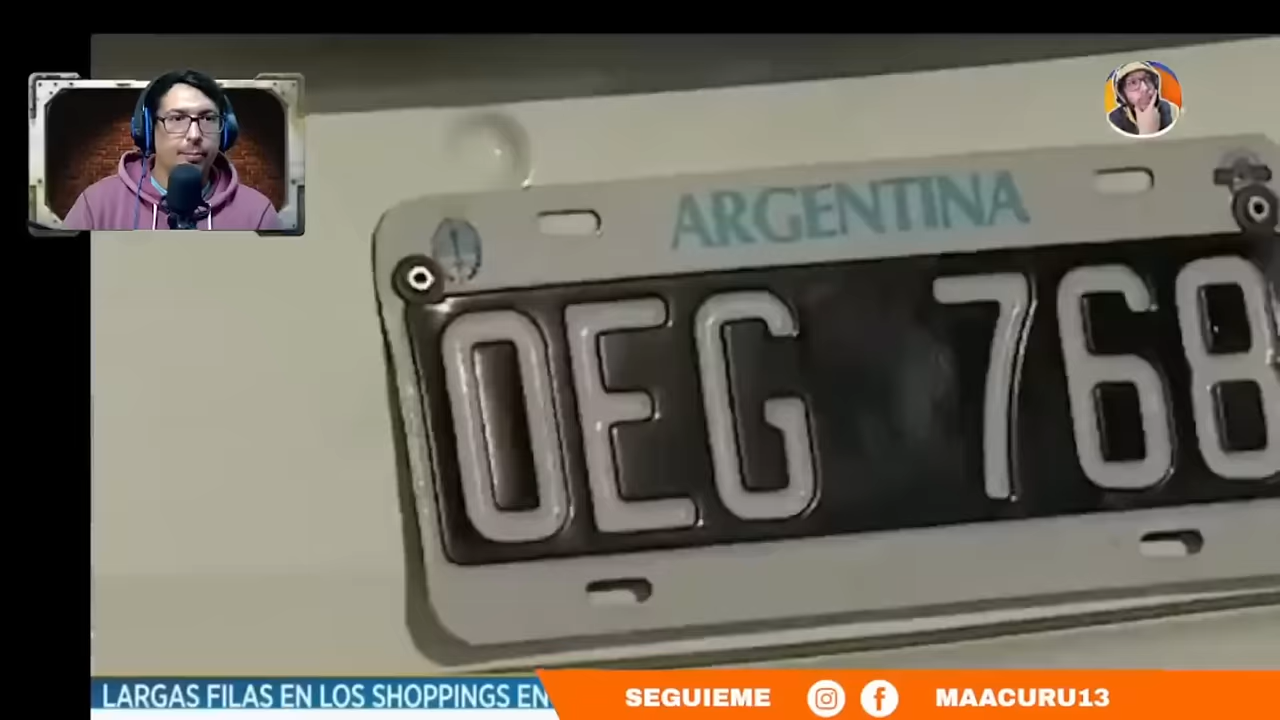 ARGENTINA
OEG 768
LARGAS FILAS EN LOS SHOPPINGS EN
SEGUIEME
MAACURU13